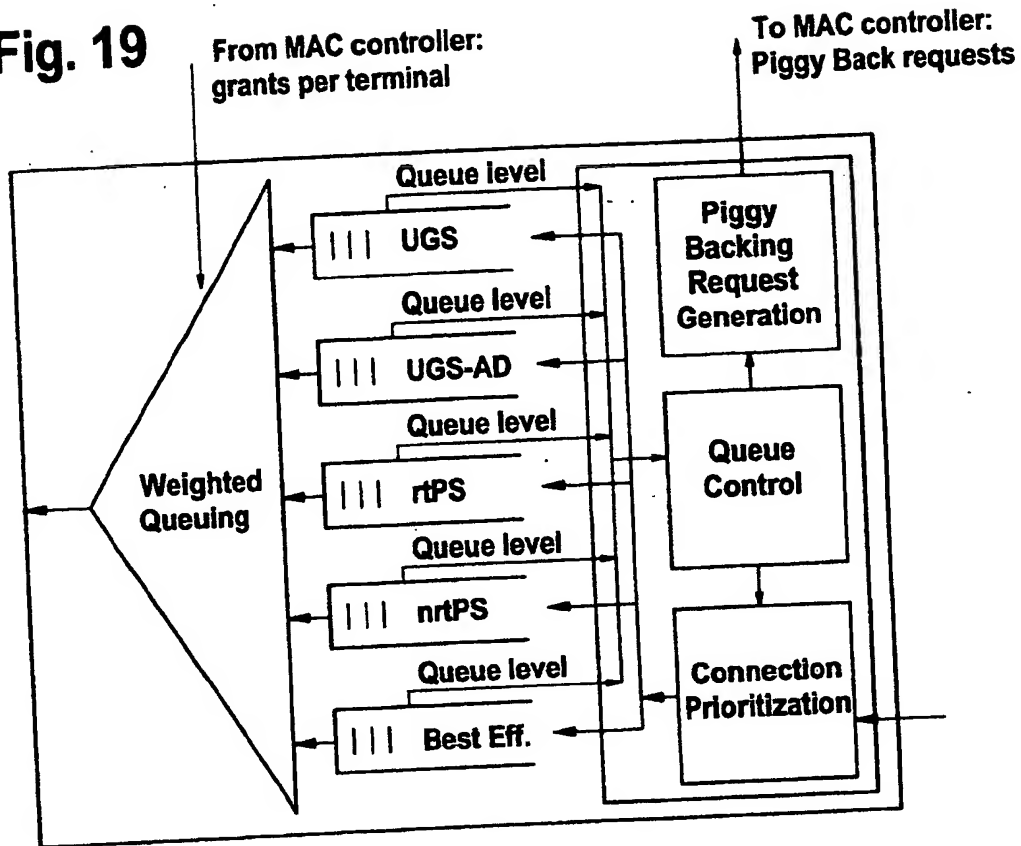 Fig. 19
From MAC controller:
grants per terminal
To MAC controller:
Piggy Back requests
Queue level
UGS
Queue level
UGS-AD
Queue level
rtPS
Queue level
nrtPS
Queue level
Best Eff.
Weighted
Queuing
Piggy
Backing
Request
Generation
Queue
Control
Connection
Prioritization